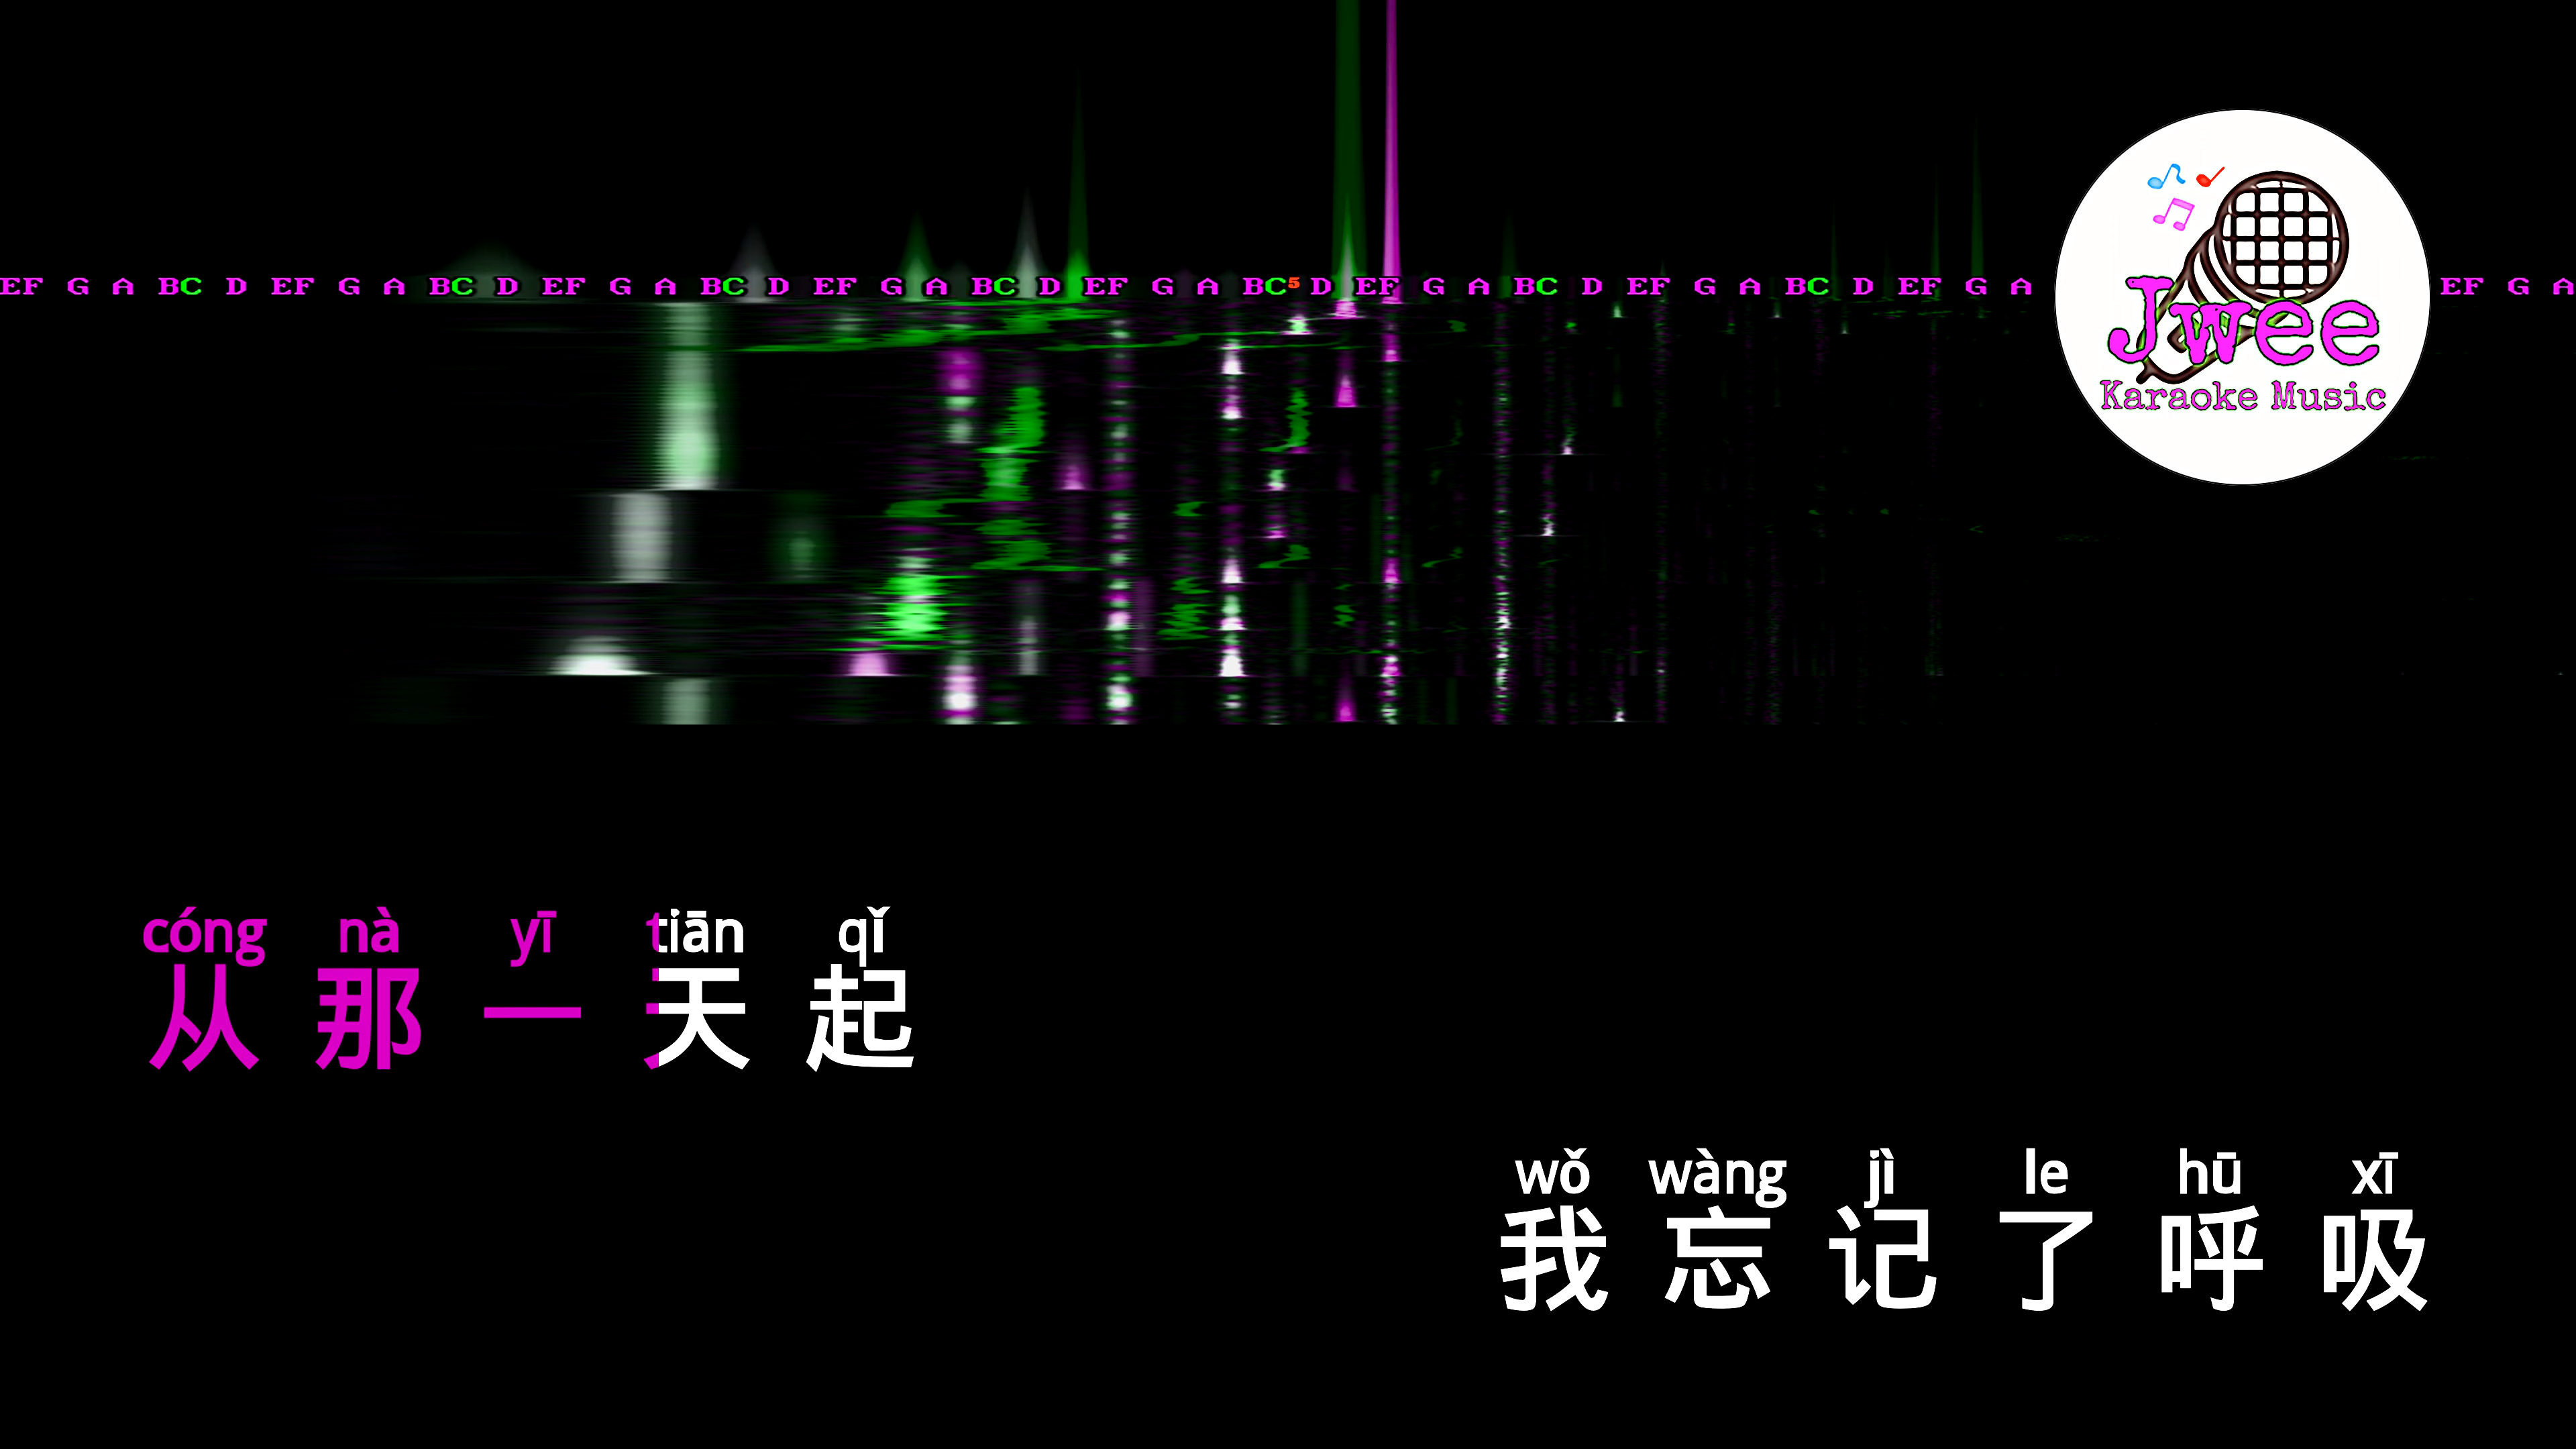 EF G A BC D EF G A BC D EF G A BC D EF G A BC D EF G A BC5 D EF G A BC D EF G A BC D EF G A EF G A
Jwee
Karaoke Music
cóng nà yī tiān qǐ
从 那 一 天 起
wǒ wàng jì le hū xī
我 忘 记 了 呼 吸